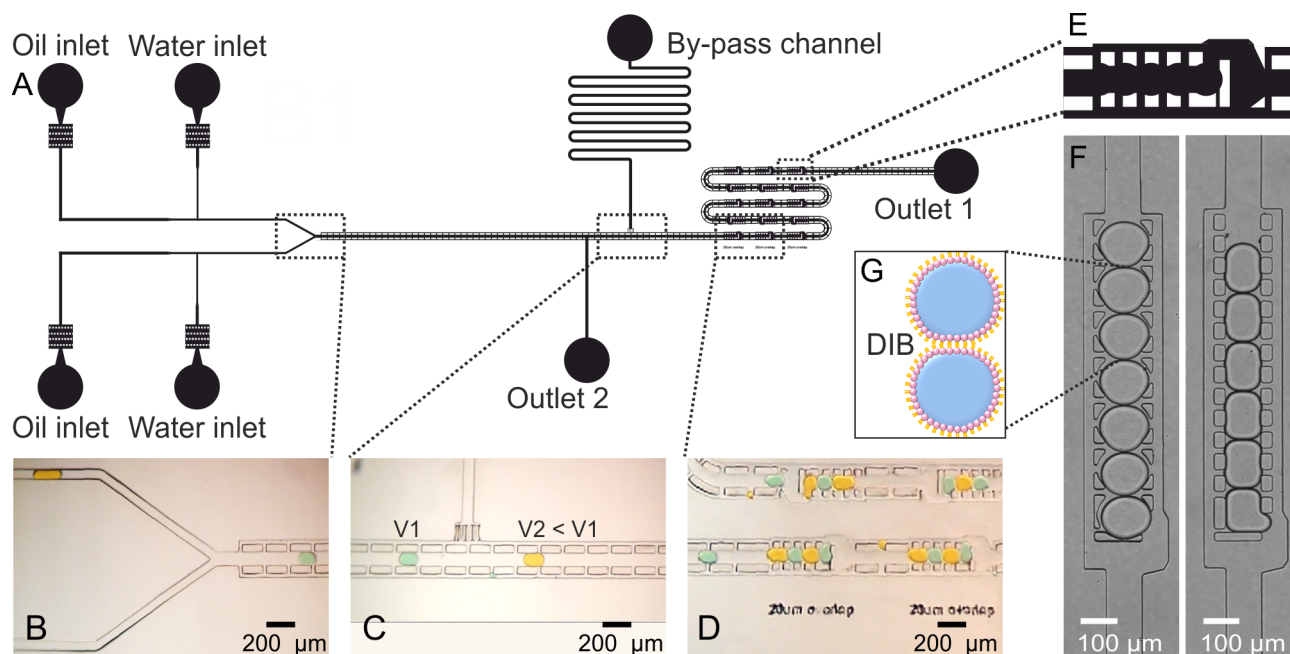 Oil inlet
Water inlet
A
By-pass channel
E
F
Outlet 1
G
DIB
Outlet 2
Oil inlet
Water inlet
B
200 µm
V1
V2 < V1
C
200 µm
20um overlap
20um overlap
D
200 µm
100 µm
100 µm